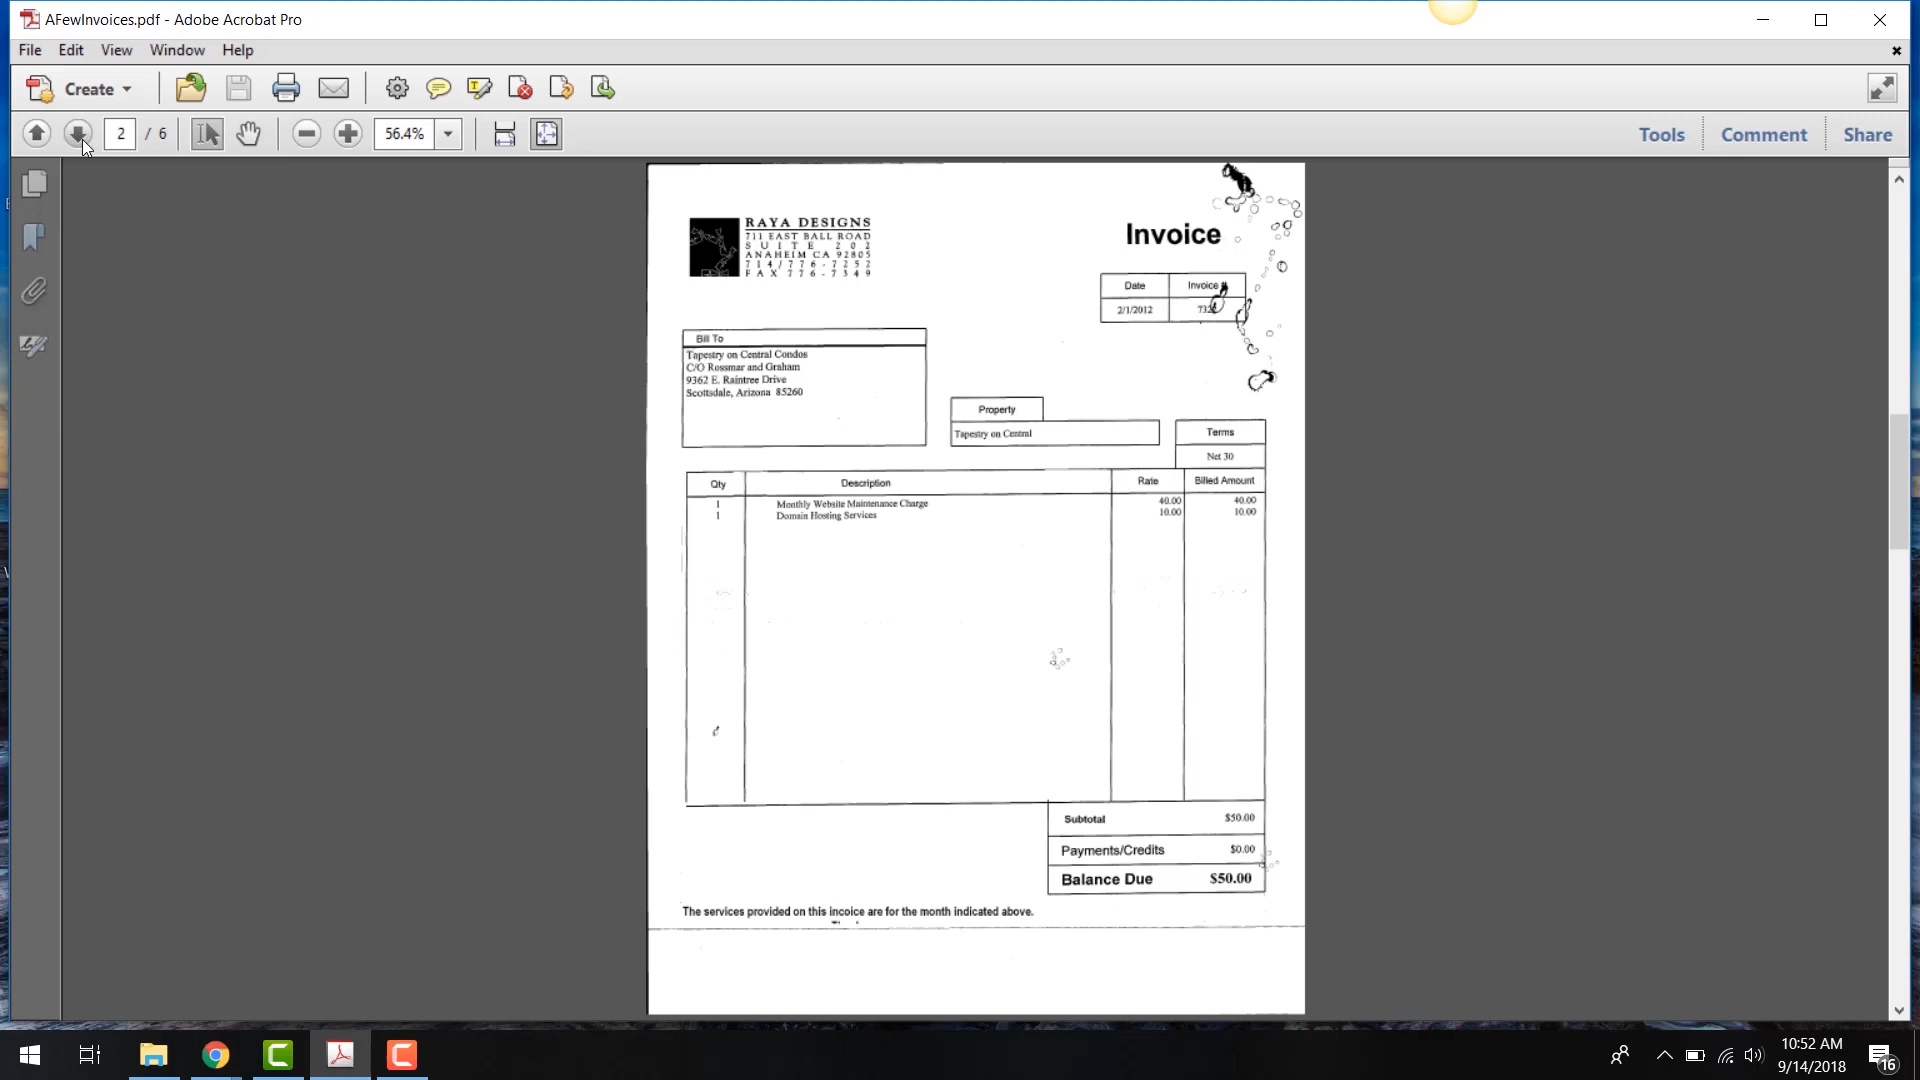 AFewInvoices.pdf - Adobe Acrobat Pro
File Edit View Window Help
Create
2 / 6 56.4% Tools Comment Share
RAYA DESIGNS
711 EAST BALL ROAD
SUITE 202
ANAHEIM CA 92805
714/776-7252
FAX 776-7349
Invoice
Date Invoice #
2/1/2012
Bill To
Tapestry on Central Condos
C/O Rossmar and Graham
9362 E. Raintree Drive
Scottsdale, Arizona 85260
Property
Tapestry on Central
Terms
Net 30
Qty Description Rate Billed Amount
1 Monthly Website Maintenance Charge 40.00 40.00
1 Domain Hosting Services 10.00 10.00
Subtotal $50.00
Payments/Credits $0.00
Balance Due $50.00
The services provided on this incoice are for the month indicated above.
10:52 AM
9/14/2018
16